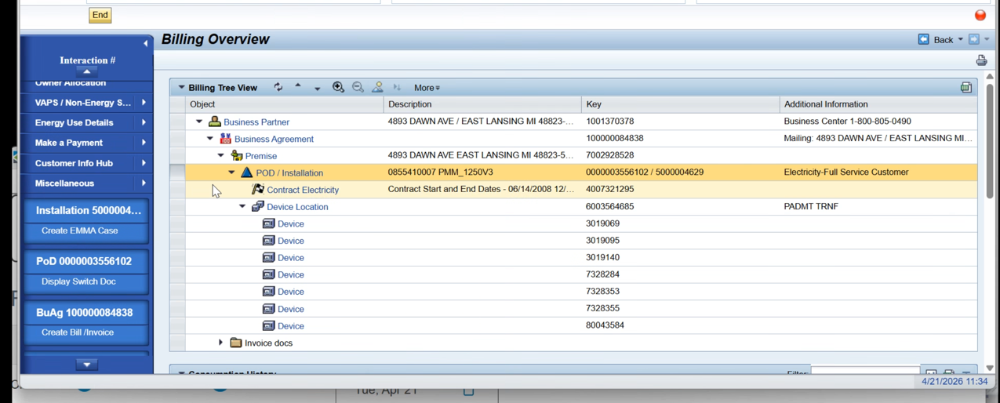 End
Billing Overview
Back
Interaction #
Owner Allocation
VAPS / Non-Energy S...
Energy Use Details
Make a Payment
Customer Info Hub
Miscellaneous
Installation 5000004...
Create EMMA Case
PoD 0000003556102
Display Switch Doc
BuAg 100000084838
Create Bill /Invoice
Billing Tree View More
Object Description Key Additional Information
Business Partner 4893 DAWN AVE / EAST LANSING MI 48823-... 1001370378 Business Center 1-800-805-0490
Business Agreement 100000084838 Mailing: 4893 DAWN AVE / EAST LANSING MI...
Premise 4893 DAWN AVE EAST LANSING MI 48823-5... 7002928538
POD / Installation 0855410007 PMM_1250V3 0000003556102 / 5000004629 Electricity-Full Service Customer
Contract Electricity Contract Start and End Dates - 06/14/2008 12/... 4007321295
Device Location 6003564685 PADMT TRNF
Device 3019069
Device 3019095
Device 3019140
Device 7328284
Device 7328353
Device 7328355
Device 80043584
Invoice docs
Consumption History Filter:
4/21/2026 11:34
Tue, Apr 21